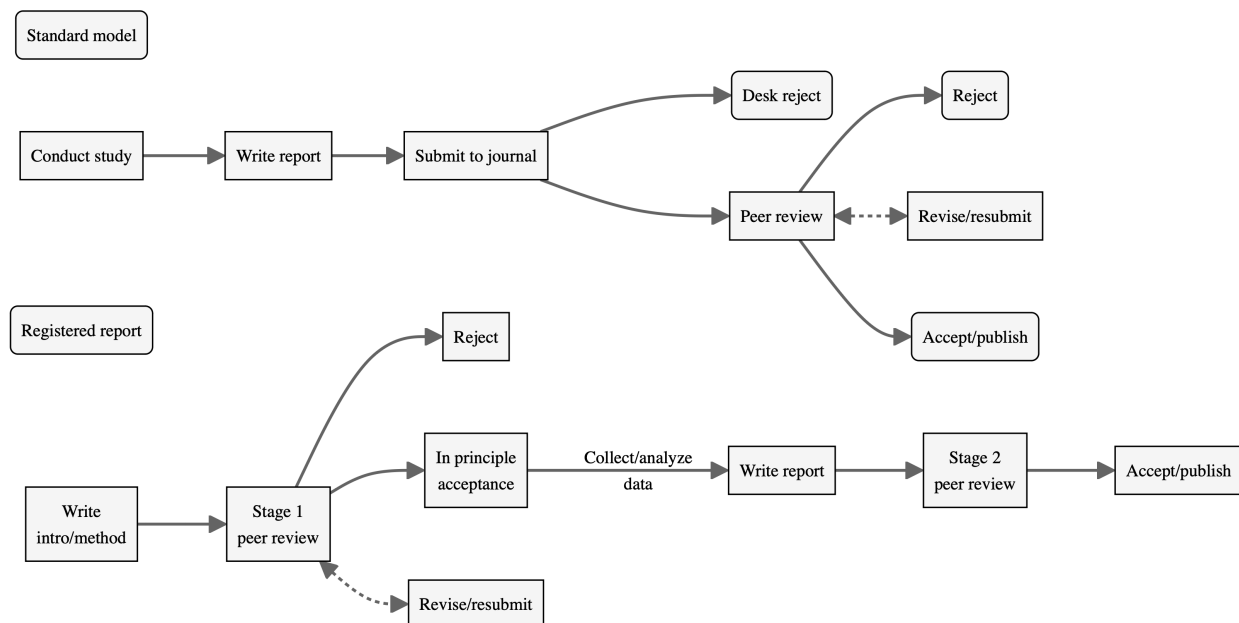 Standard model
Desk reject
Reject
Conduct study
Write report
Submit to journal
Peer review
Revise/resubmit
Accept/publish
Registered report
Reject
In principle
acceptance
Collect/analyze
data
Write report
Stage 2
peer review
Accept/publish
Write
intro/method
Stage 1
peer review
Revise/resubmit